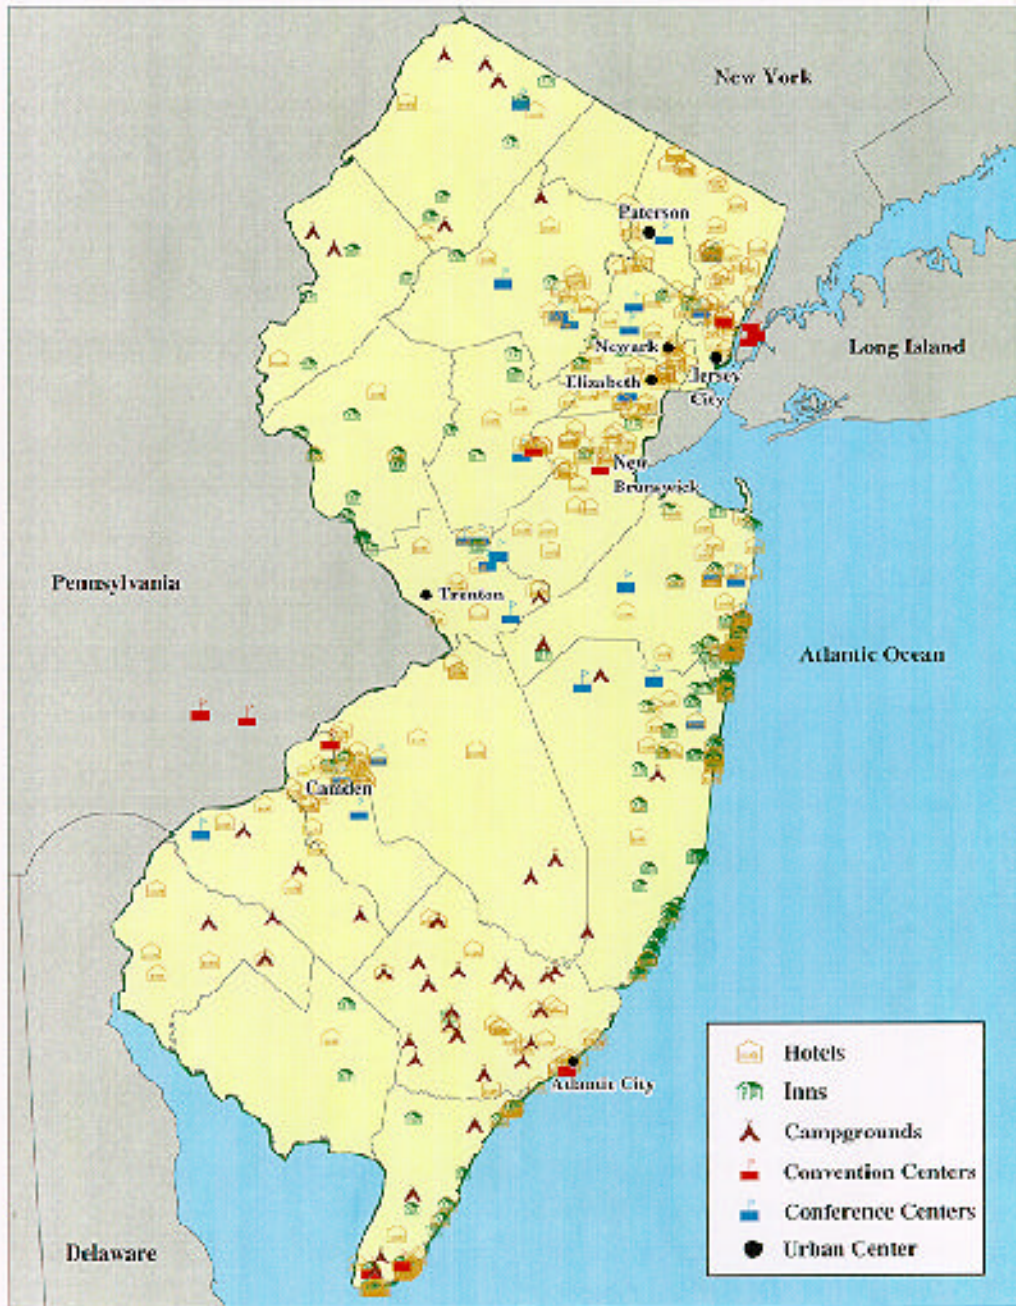 New York
Paterson
Long Island
Newark
Jersey
City
Elizabeth
New
Brunswick
Pennsylvania
Trenton
Atlantic Ocean
Camden
Atlantic City
Delaware
Hotels
Inns
Campgrounds
Convention Centers
Conference Centers
Urban Center